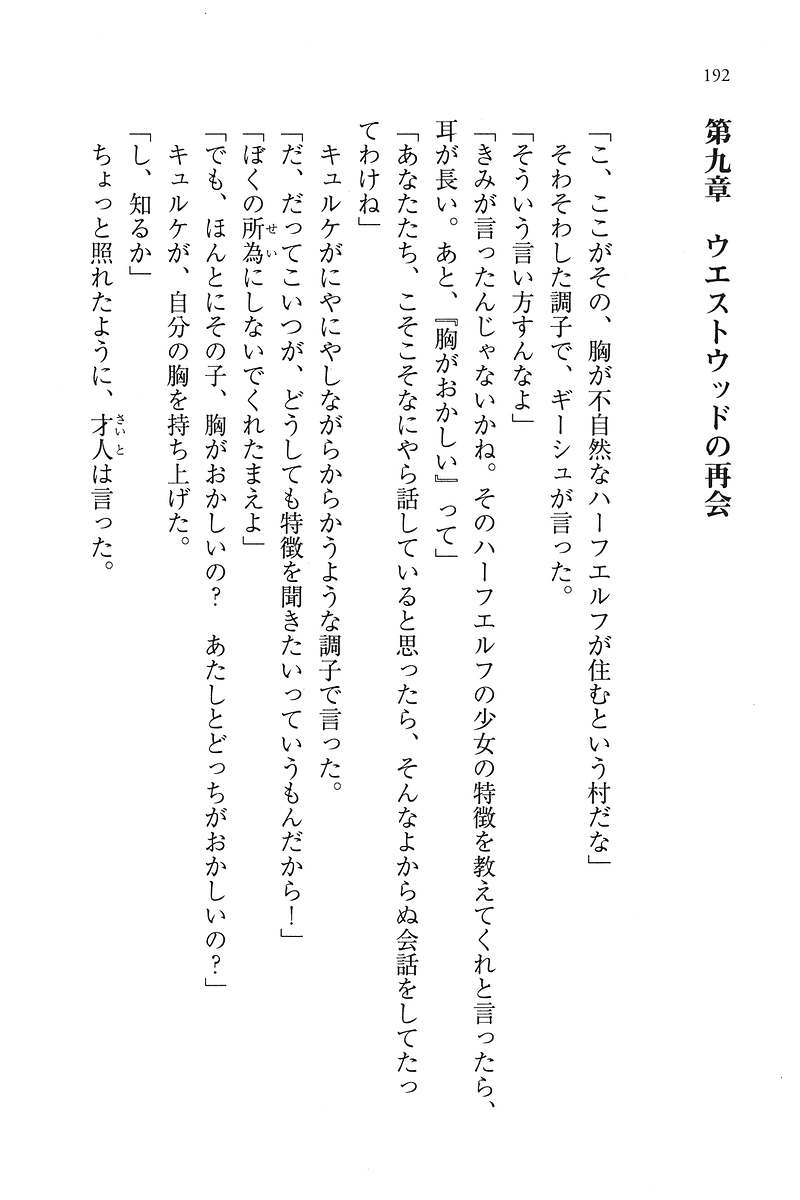 192
第九章　ウエストウッドの再会
「こ、ここがその、胸が不自然なハーフエルフが住むという村だな」
そわそわした調子で、ギーシュが言った。
「そういう言い方すんなよ」
「きみが言ったんじゃないかね。そのハーフエルフの少女の特徴を教えてくれと言ったら、
耳が長い。あと、『胸がおかしい』って」
「あなたたち、こそこそなにやら話していると思ったら、そんなよからぬ会話をしてたっ
てわけね」
キュルケがにやにやしながらからかうような調子で言った。
「だ、だってこいつが、どうしても特徴を聞きたいっていうもんだから！」
「ぼくの所為にしないでくれたまえよ」
「でも、ほんとにその子、胸がおかしいの？　あたしとどっちがおかしいの？」
キュルケが、自分の胸を持ち上げた。
「し、知るか」
ちょっと照れたように、才人は言った。